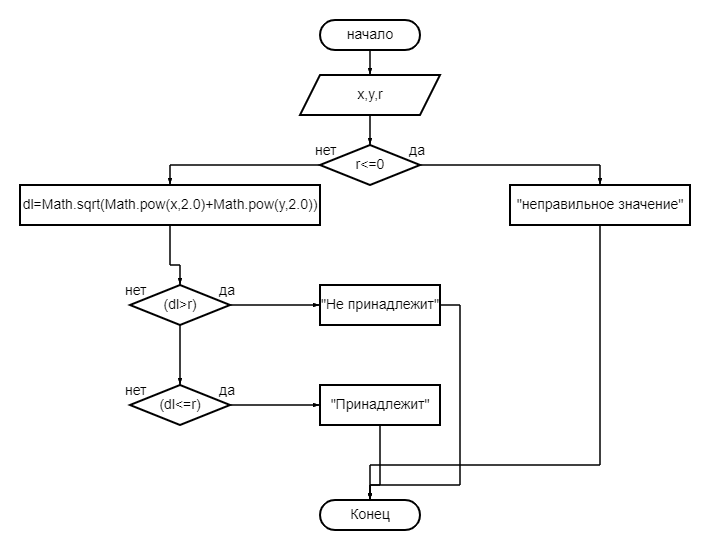 начало
x,y,r
нет
да
r<=0
dl=Math.sqrt(Math.pow(x,2.0)+Math.pow(y,2.0))
"неправильное значение"
нет
да
(dl>r)
"Не принадлежит"
нет
да
(dl<=r)
"Принадлежит"
Конец